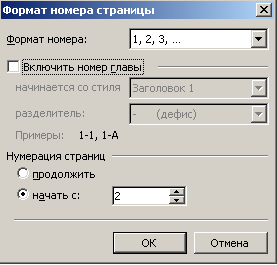 Формат номера страницы
Формат номера: 1, 2, 3, ...
Включить номер главы
начинается со стиля Заголовок 1
разделитель: - (дефис)
Примеры: 1-1, 1-A
Нумерация страниц
продолжить
начать с: 2
OK Отмена